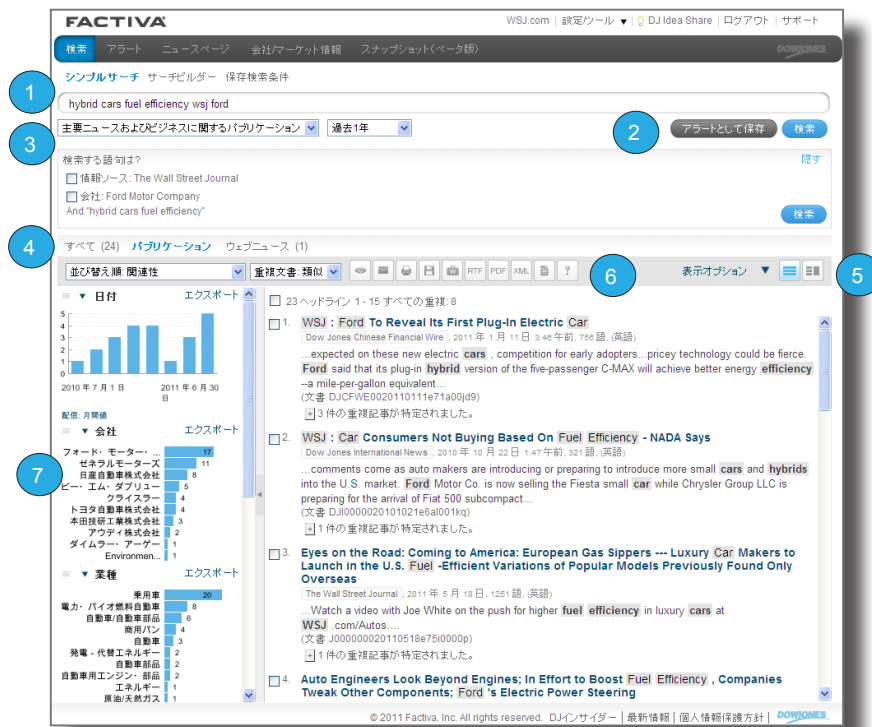 FACTIVA
WSJ.com | 設定/ツール ▼ | DJ Idea Share | ログアウト | サポート
検索 アラート ニュースページ 会社/マーケット情報 スナップショット(ベータ版) DOWJONES
シンプルサーチ サーチビルダー 保存検索条件
1
hybrid cars fuel efficiency wsj ford
主要ニュースおよびビジネスに関するパブリケーション 過去1年 2 アラートとして保存 検索
3
検索する語句は? 隠す
情報ソース: The Wall Street Journal
会社: Ford Motor Company
And "hybrid cars fuel efficiency"
検索
4
すべて (24) パブリケーション ウェブニュース (1)
並び替え順: 関連性 重複文書: 類似 RTF PDF XML ? 6 表示オプション ▼ 5
▼ 日付 エクスポート
5
4
3
2
1
0
2010 年 7 月 1 日 2011 年 6 月 30 日
配信: 月間値
▼ 会社 エクスポート
7
フォード・モーター・ ... 17
ゼネラルモーターズ 11
日産自動車株式会社 8
ビー・エム・ダブリュー 5
クライスラー 4
トヨタ自動車株式会社 4
本田技研工業株式会社 3
アウディ株式会社 2
ダイムラー・アーゲー 1
Environmen... 1
▼ 業種 エクスポート
乗用車 20
電力・バイオ燃料自動車 8
自動車/自動車部品 6
商用バン 4
自動車 3
発電・代替エネルギー 2
自動車部品 2
自動車用エンジン・部品 2
エネルギー 1
原油/天然ガス 1
23 ヘッドライン 1 - 15 すべての重複: 8
1. WSJ : Ford To Reveal Its First Plug-In Electric Car
Dow Jones Chinese Financial Wire , 2011 年 1 月 11 日 3:46 午前, 766 語, (英語)
...expected on these new electric cars , competition for early adopters...pricey technology could be fierce.
Ford said that its plug-in hybrid version of the five-passenger C-MAX will achieve better energy efficiency
--a mile-per-gallon equivalent...
(文書 DJCFWE0020110111e71a00jd9)
+ 3 件の重複記事が特定されました。
2. WSJ : Car Consumers Not Buying Based On Fuel Efficiency - NADA Says
Dow Jones International News , 2010 年 10 月 22 日 1:47 午前, 321 語, (英語)
...comments come as auto makers are introducing or preparing to introduce more small cars and hybrids
into the U.S. market. Ford Motor Co. is now selling the Fiesta small car while Chrysler Group LLC is
preparing for the arrival of Fiat 500 subcompact...
(文書 DJI0000020101021e6al001kq)
+ 1 件の重複記事が特定されました。
3. Eyes on the Road: Coming to America: European Gas Sippers --- Luxury Car Makers to
Launch in the U.S. Fuel -Efficient Variations of Popular Models Previously Found Only
Overseas
The Wall Street Journal , 2011 年 5 月 18 日, 1251 語, (英語)
...Watch a video with Joe White on the push for higher fuel efficiency in luxury cars at
WSJ .com/Autos....
(文書 J000000020110518e75i0000p)
+ 1 件の重複記事が特定されました。
4. Auto Engineers Look Beyond Engines; In Effort to Boost Fuel Efficiency , Companies
Tweak Other Components; Ford 's Electric Power Steering
© 2011 Factiva, Inc. All rights reserved. DJインサイダー | 最新情報 | 個人情報保護方針 | DOWJONES